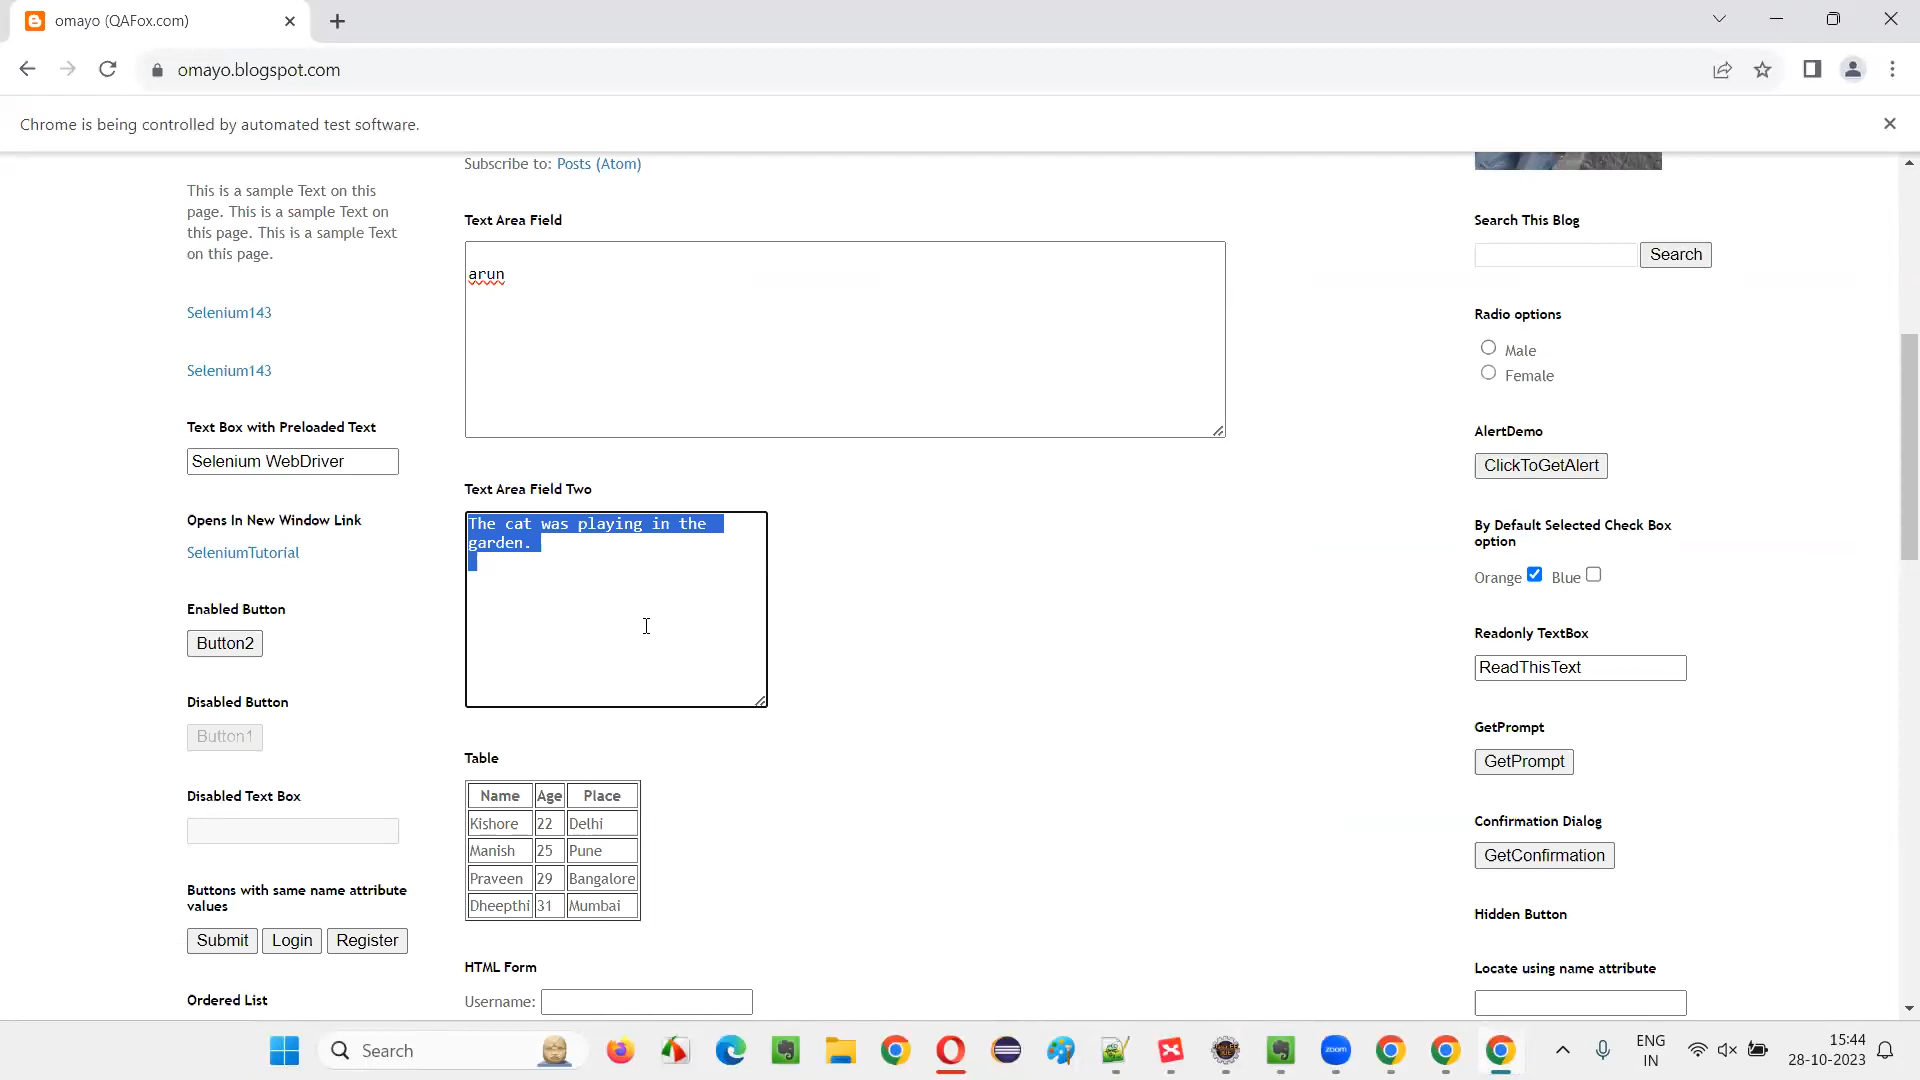 omayo (QAFox.com)
omayo.blogspot.com
Chrome is being controlled by automated test software.
This is a sample Text on this
page. This is a sample Text on
this page. This is a sample Text
on this page.
Selenium143
Selenium143
Text Box with Preloaded Text
Selenium WebDriver
Opens In New Window Link
SeleniumTutorial
Enabled Button
Button2
Disabled Button
Button1
Disabled Text Box
Buttons with same name attribute
values
Submit Login Register
Ordered List
Subscribe to: Posts (Atom)
Text Area Field
arun
Text Area Field Two
The cat was playing in the
garden.
Table
Name Age Place
Kishore 22 Delhi
Manish 25 Pune
Praveen 29 Bangalore
Dheepthi 31 Mumbai
HTML Form
Username:
Search This Blog
Search
Radio options
Male
Female
AlertDemo
ClickToGetAlert
By Default Selected Check Box
option
Orange Blue
Readonly TextBox
ReadThisText
GetPrompt
GetPrompt
Confirmation Dialog
GetConfirmation
Hidden Button
Locate using name attribute
Search
zoom
ENG
IN
15:44
28-10-2023